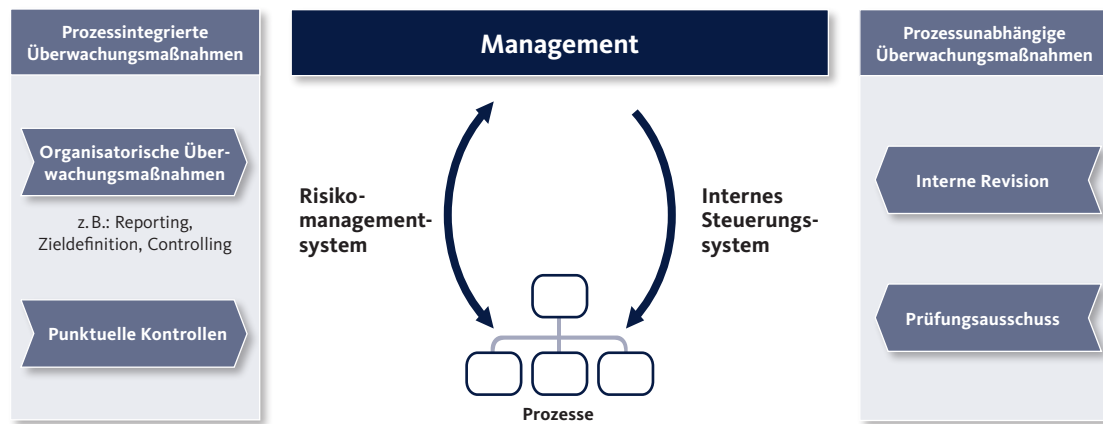 Prozessintegrierte
Überwachungsmaßnahmen
Organisatorische Über-
wachungsmaßnahmen
z. B.: Reporting,
Zieldefinition, Controlling
Punktuelle Kontrollen
Management
Risiko-
management-
system
Internes
Steuerungs-
system
Prozesse
Prozessunabhängige
Überwachungsmaßnahmen
Interne Revision
Prüfungsausschuss